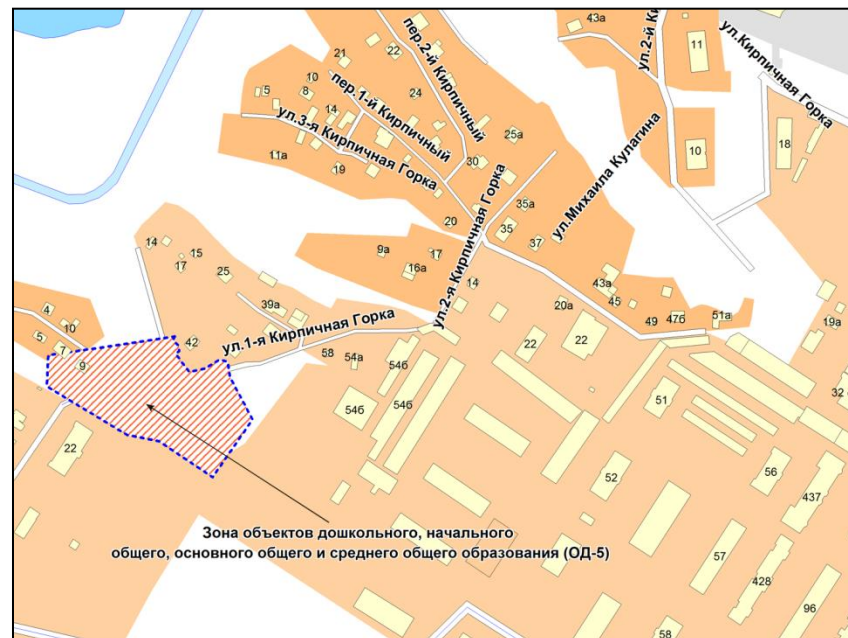 43а
ул.2-й Ки
11
ул.Кирпичная Горка
пер.2-й Кирпичный
21
22
10
пер.1-й Кирпичный
5
8
24
14
ул.3-я Кирпичная Горка
25а
18
10
11а
30
19
ул.Михаила Кулагина
35а
20
35
37
14
15
9а
17
17
16а
ул.2-я Кирпичная Горка
25
14
43а
39а
20а
45
4
49
47б
51а
19а
10
5
ул.1-я Кирпичная Горка
42
7
22
22
9
58
54а
54б
32
51
54б
54б
22
56
52
437
Зона объектов дошкольного, начального
общего, основного общего и среднего общего образования (ОД-5)
57
428
96
58